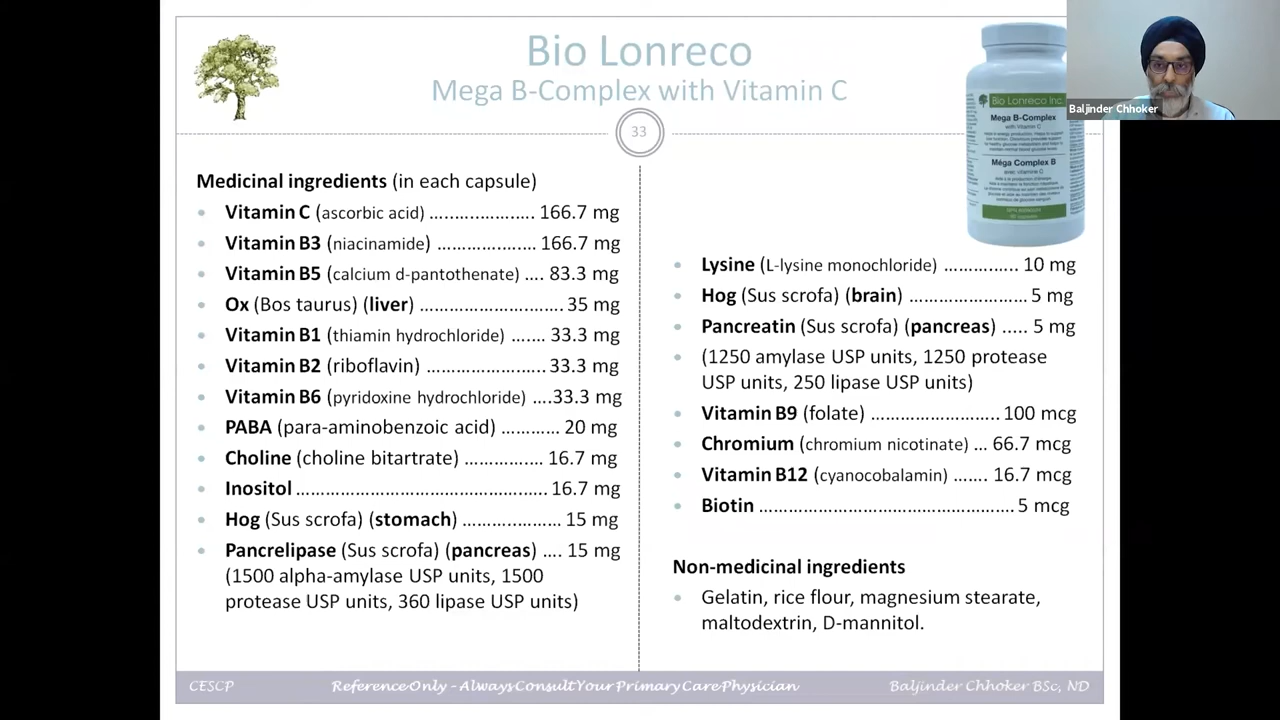 Bio Lonreco
Mega B-Complex with Vitamin C
33
Baljinder Chhoker
Bio Lonreco Inc.
Mega B-Complex
with Vitamin C
Méga Complex B
avec vitamine C
Medicinal ingredients (in each capsule)
• Vitamin C (ascorbic acid) .................... 166.7 mg
• Vitamin B3 (niacinamide) ................... 166.7 mg
• Vitamin B5 (calcium d-pantothenate) .... 83.3 mg
• Ox (Bos taurus) (liver) .......................... 35 mg
• Vitamin B1 (thiamin hydrochloride) ....... 33.3 mg
• Vitamin B2 (riboflavin) ...................... 33.3 mg
• Vitamin B6 (pyridoxine hydrochloride) ....33.3 mg
• PABA (para-aminobenzoic acid) ............ 20 mg
• Choline (choline bitartrate) ................ 16.7 mg
• Inositol ............................................. 16.7 mg
• Hog (Sus scrofa) (stomach) .................. 15 mg
• Pancrelipase (Sus scrofa) (pancreas) .... 15 mg
(1500 alpha-amylase USP units, 1500
protease USP units, 360 lipase USP units)
• Lysine (L-lysine monochloride) ............... 10 mg
• Hog (Sus scrofa) (brain) ....................... 5 mg
• Pancreatin (Sus scrofa) (pancreas) ..... 5 mg
• (1250 amylase USP units, 1250 protease
USP units, 250 lipase USP units)
• Vitamin B9 (folate) ........................ 100 mcg
• Chromium (chromium nicotinate) ... 66.7 mcg
• Vitamin B12 (cyanocobalamin) ....... 16.7 mcg
• Biotin .............................................. 5 mcg
Non-medicinal ingredients
• Gelatin, rice flour, magnesium stearate,
maltodextrin, D-mannitol.
CESCP
Reference Only - Always Consult Your Primary Care Physician
Baljinder Chhoker BSc, ND